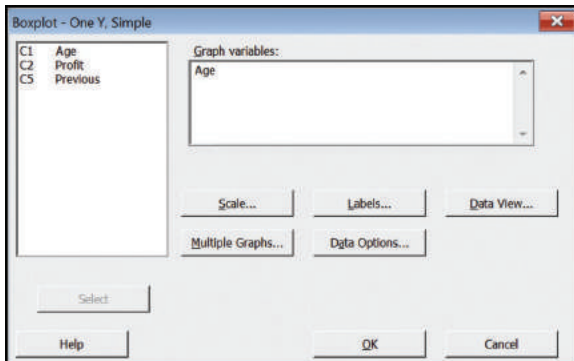 Boxplot - One Y, Simple
C1 Age
C2 Profit
C5 Previous
Graph variables:
Age
Scale...
Labels...
Data View...
Multiple Graphs...
Data Options...
Select
Help
OK
Cancel